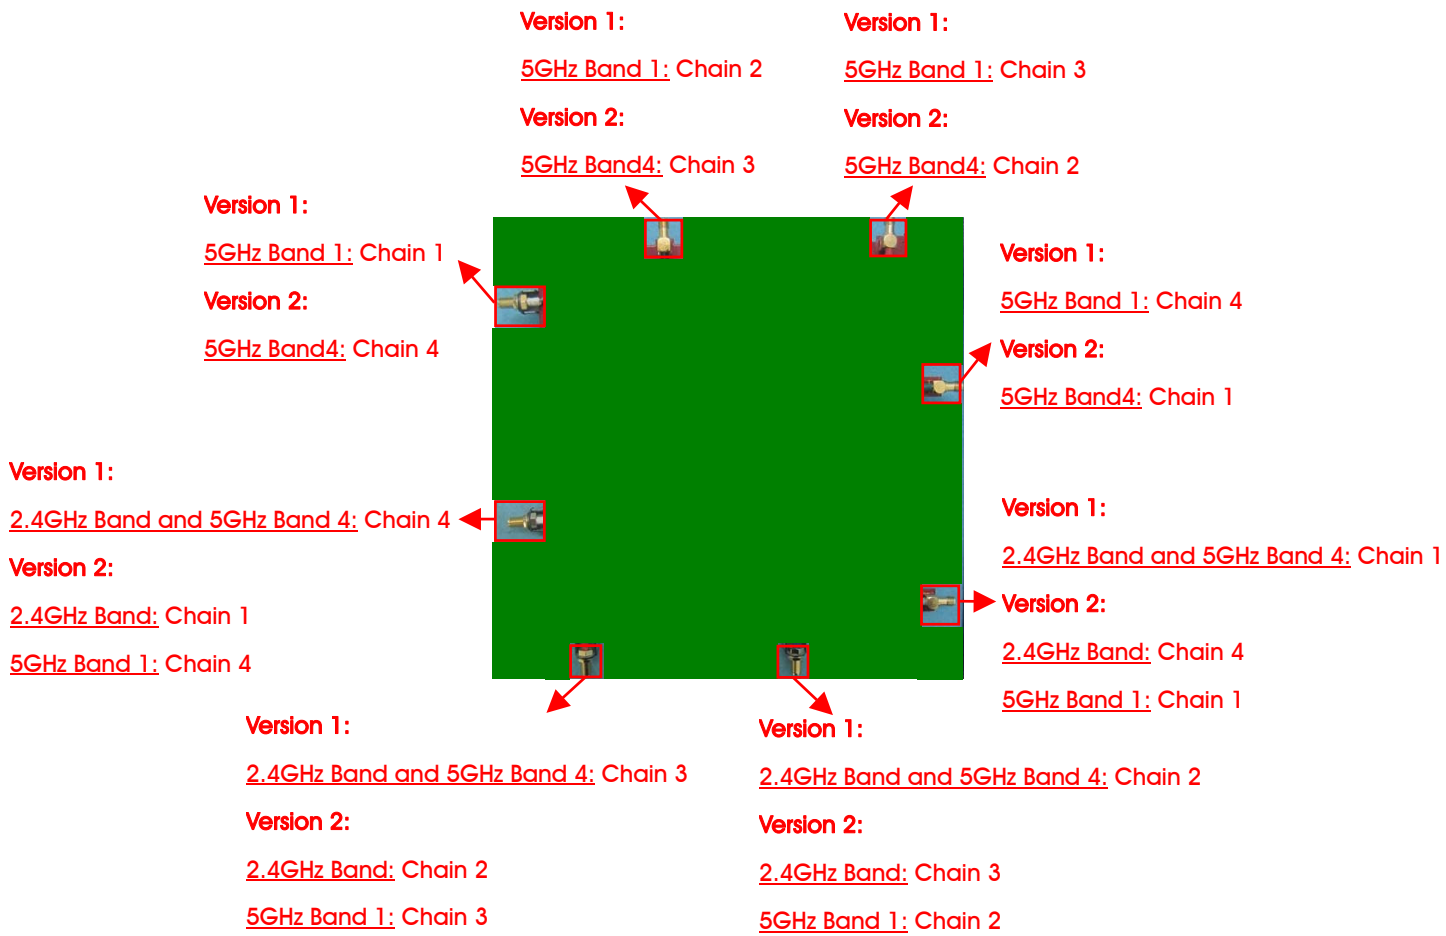 Version 1:
5GHz Band 1: Chain 2
Version 2:
5GHz Band4: Chain 3
Version 1:
5GHz Band 1: Chain 3
Version 2:
5GHz Band4: Chain 2
Version 1:
5GHz Band 1: Chain 1
Version 2:
5GHz Band4: Chain 4
Version 1:
5GHz Band 1: Chain 4
Version 2:
5GHz Band4: Chain 1
Version 1:
2.4GHz Band and 5GHz Band 4: Chain 4
Version 2:
2.4GHz Band: Chain 1
5GHz Band 1: Chain 4
Version 1:
2.4GHz Band and 5GHz Band 4: Chain 1
Version 2:
2.4GHz Band: Chain 4
5GHz Band 1: Chain 1
Version 1:
2.4GHz Band and 5GHz Band 4: Chain 3
Version 2:
2.4GHz Band: Chain 2
5GHz Band 1: Chain 3
Version 1:
2.4GHz Band and 5GHz Band 4: Chain 2
Version 2:
2.4GHz Band: Chain 3
5GHz Band 1: Chain 2